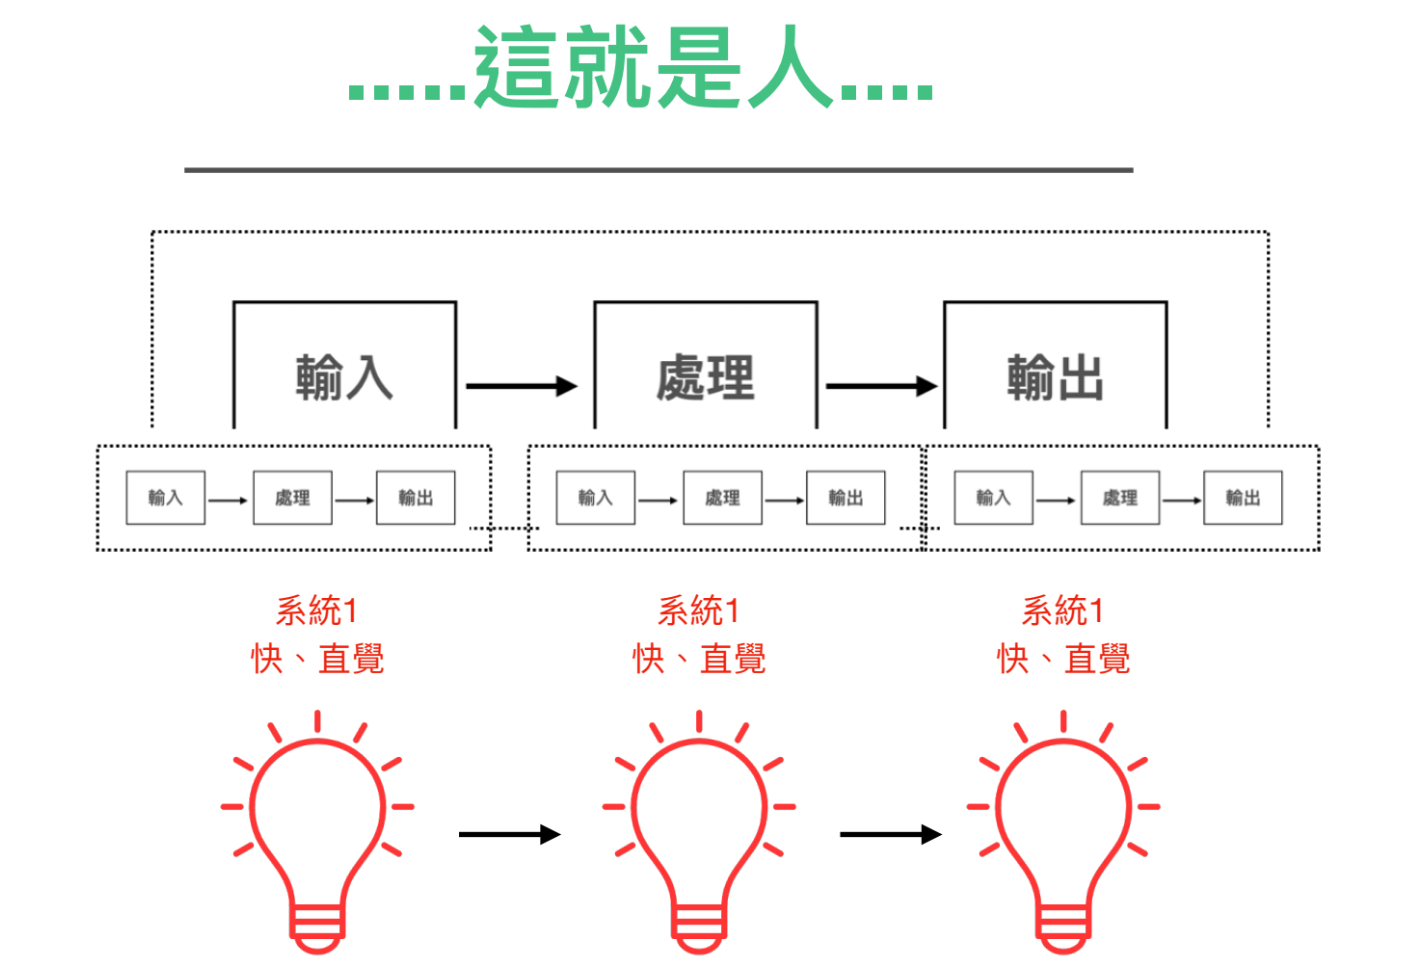 .....這就是人....
輸入 處理 輸出
輸入 處理 輸出 輸入 處理 輸出 輸入 處理 輸出
系統1 系統1 系統1
快、直覺 快、直覺 快、直覺